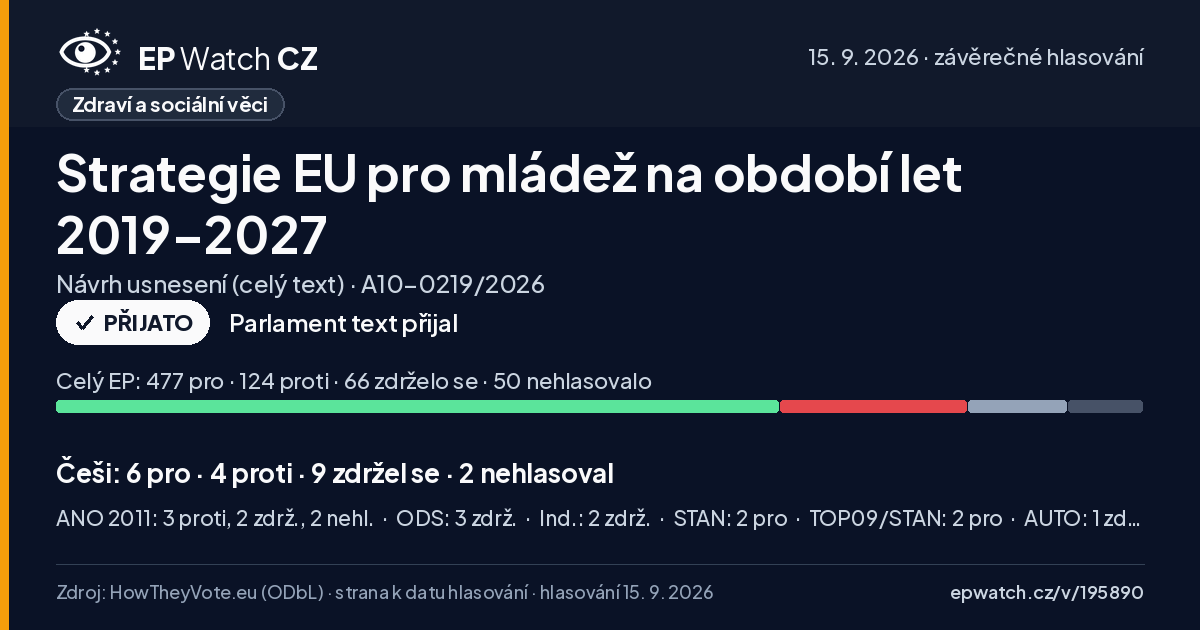 EP Watch CZ
15. 9. 2026 · závěrečné hlasování
Zdraví a sociální věci
Strategie EU pro mládež na období let
2019–2027
Návrh usnesení (celý text) · A10-0219/2026
✓ PŘIJATO Parlament text přijal
Celý EP: 477 pro · 124 proti · 66 zdrželo se · 50 nehlasovalo
Češi: 6 pro · 4 proti · 9 zdržel se · 2 nehlasoval
ANO 2011: 3 proti, 2 zdrž., 2 nehl. · ODS: 3 zdrž. · Ind.: 2 zdrž. · STAN: 2 pro · TOP09/STAN: 2 pro · AUTO: 1 zd…
Zdroj: HowTheyVote.eu (ODbL) · strana k datu hlasování · hlasování 15. 9. 2026
epwatch.cz/v/195890